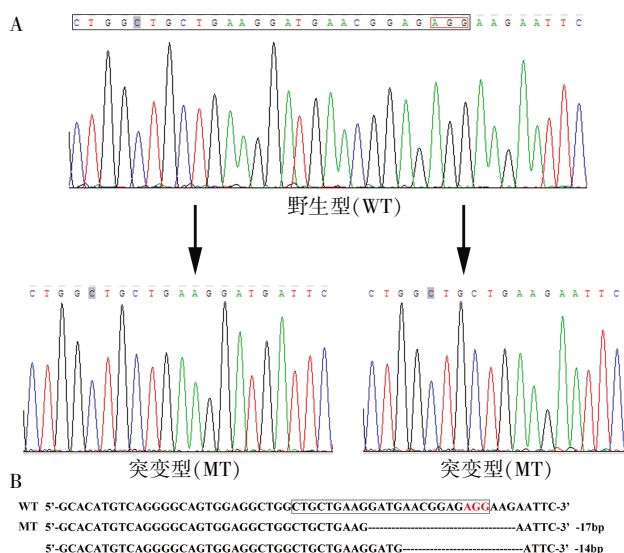 A
C T G G C T G C T G A A G G A T G A A C G G A G A G G A A G A A T T C
野生型(WT)
C T G G C T G C T G A A G G A T G A T T C
C T G G C T G C T G A A G A A T T C
突变型(MT)
突变型(MT)
B
WT 5'-GCACATGTCAGGGGCAGTGGAGGCTGGCTGCTGAAGGATGAACGGAGAGGAAGAATTC-3'
MT 5'-GCACATGTCAGGGGCAGTGGAGGCTGGCTGCTGAAG----------------------AATTC-3' -17bp
5'-GCACATGTCAGGGGCAGTGGAGGCTGGCTGCTGAAGGATG-----------------ATTC-3' -14bp